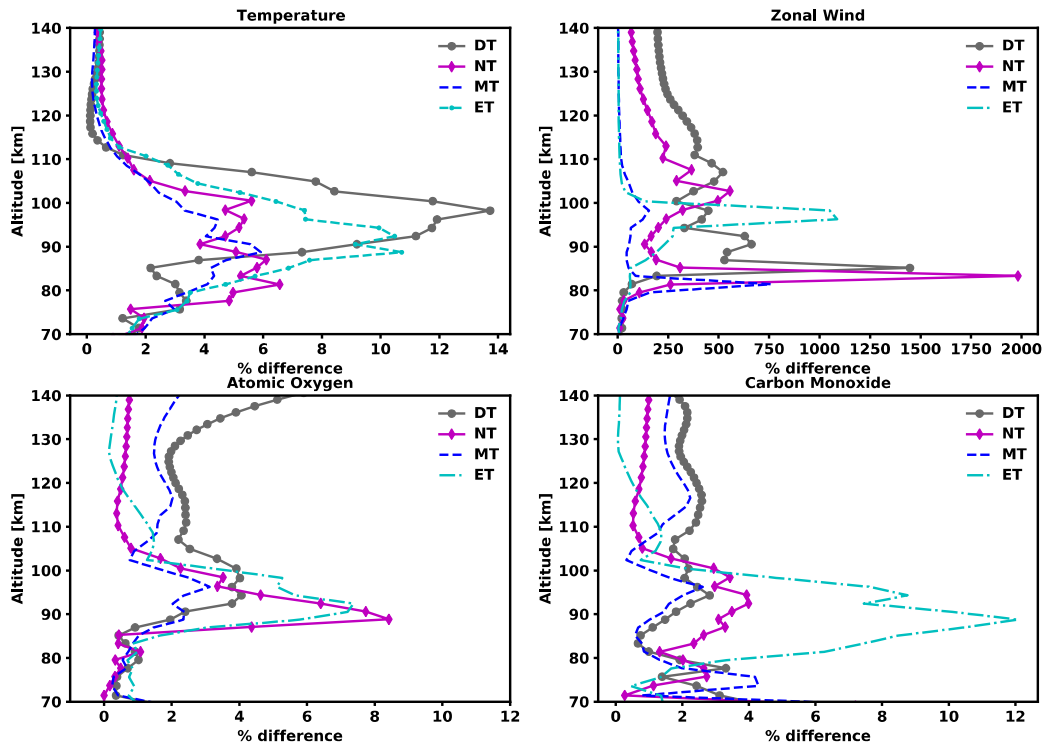 Temperature
Altitude [km]
140
130
120
110
100
90
80
70
0 2 4 6 8 10 12 14
% difference
DT
NT
MT
ET
Zonal Wind
Altitude [km]
140
130
120
110
100
90
80
70
0 250 500 750 1000 1250 1500 1750 2000
% difference
DT
NT
MT
ET
Atomic Oxygen
Altitude [km]
140
130
120
110
100
90
80
70
0 2 4 6 8 10 12
% difference
DT
NT
MT
ET
Carbon Monoxide
Altitude [km]
140
130
120
110
100
90
80
70
0 2 4 6 8 10 12
% difference
DT
NT
MT
ET